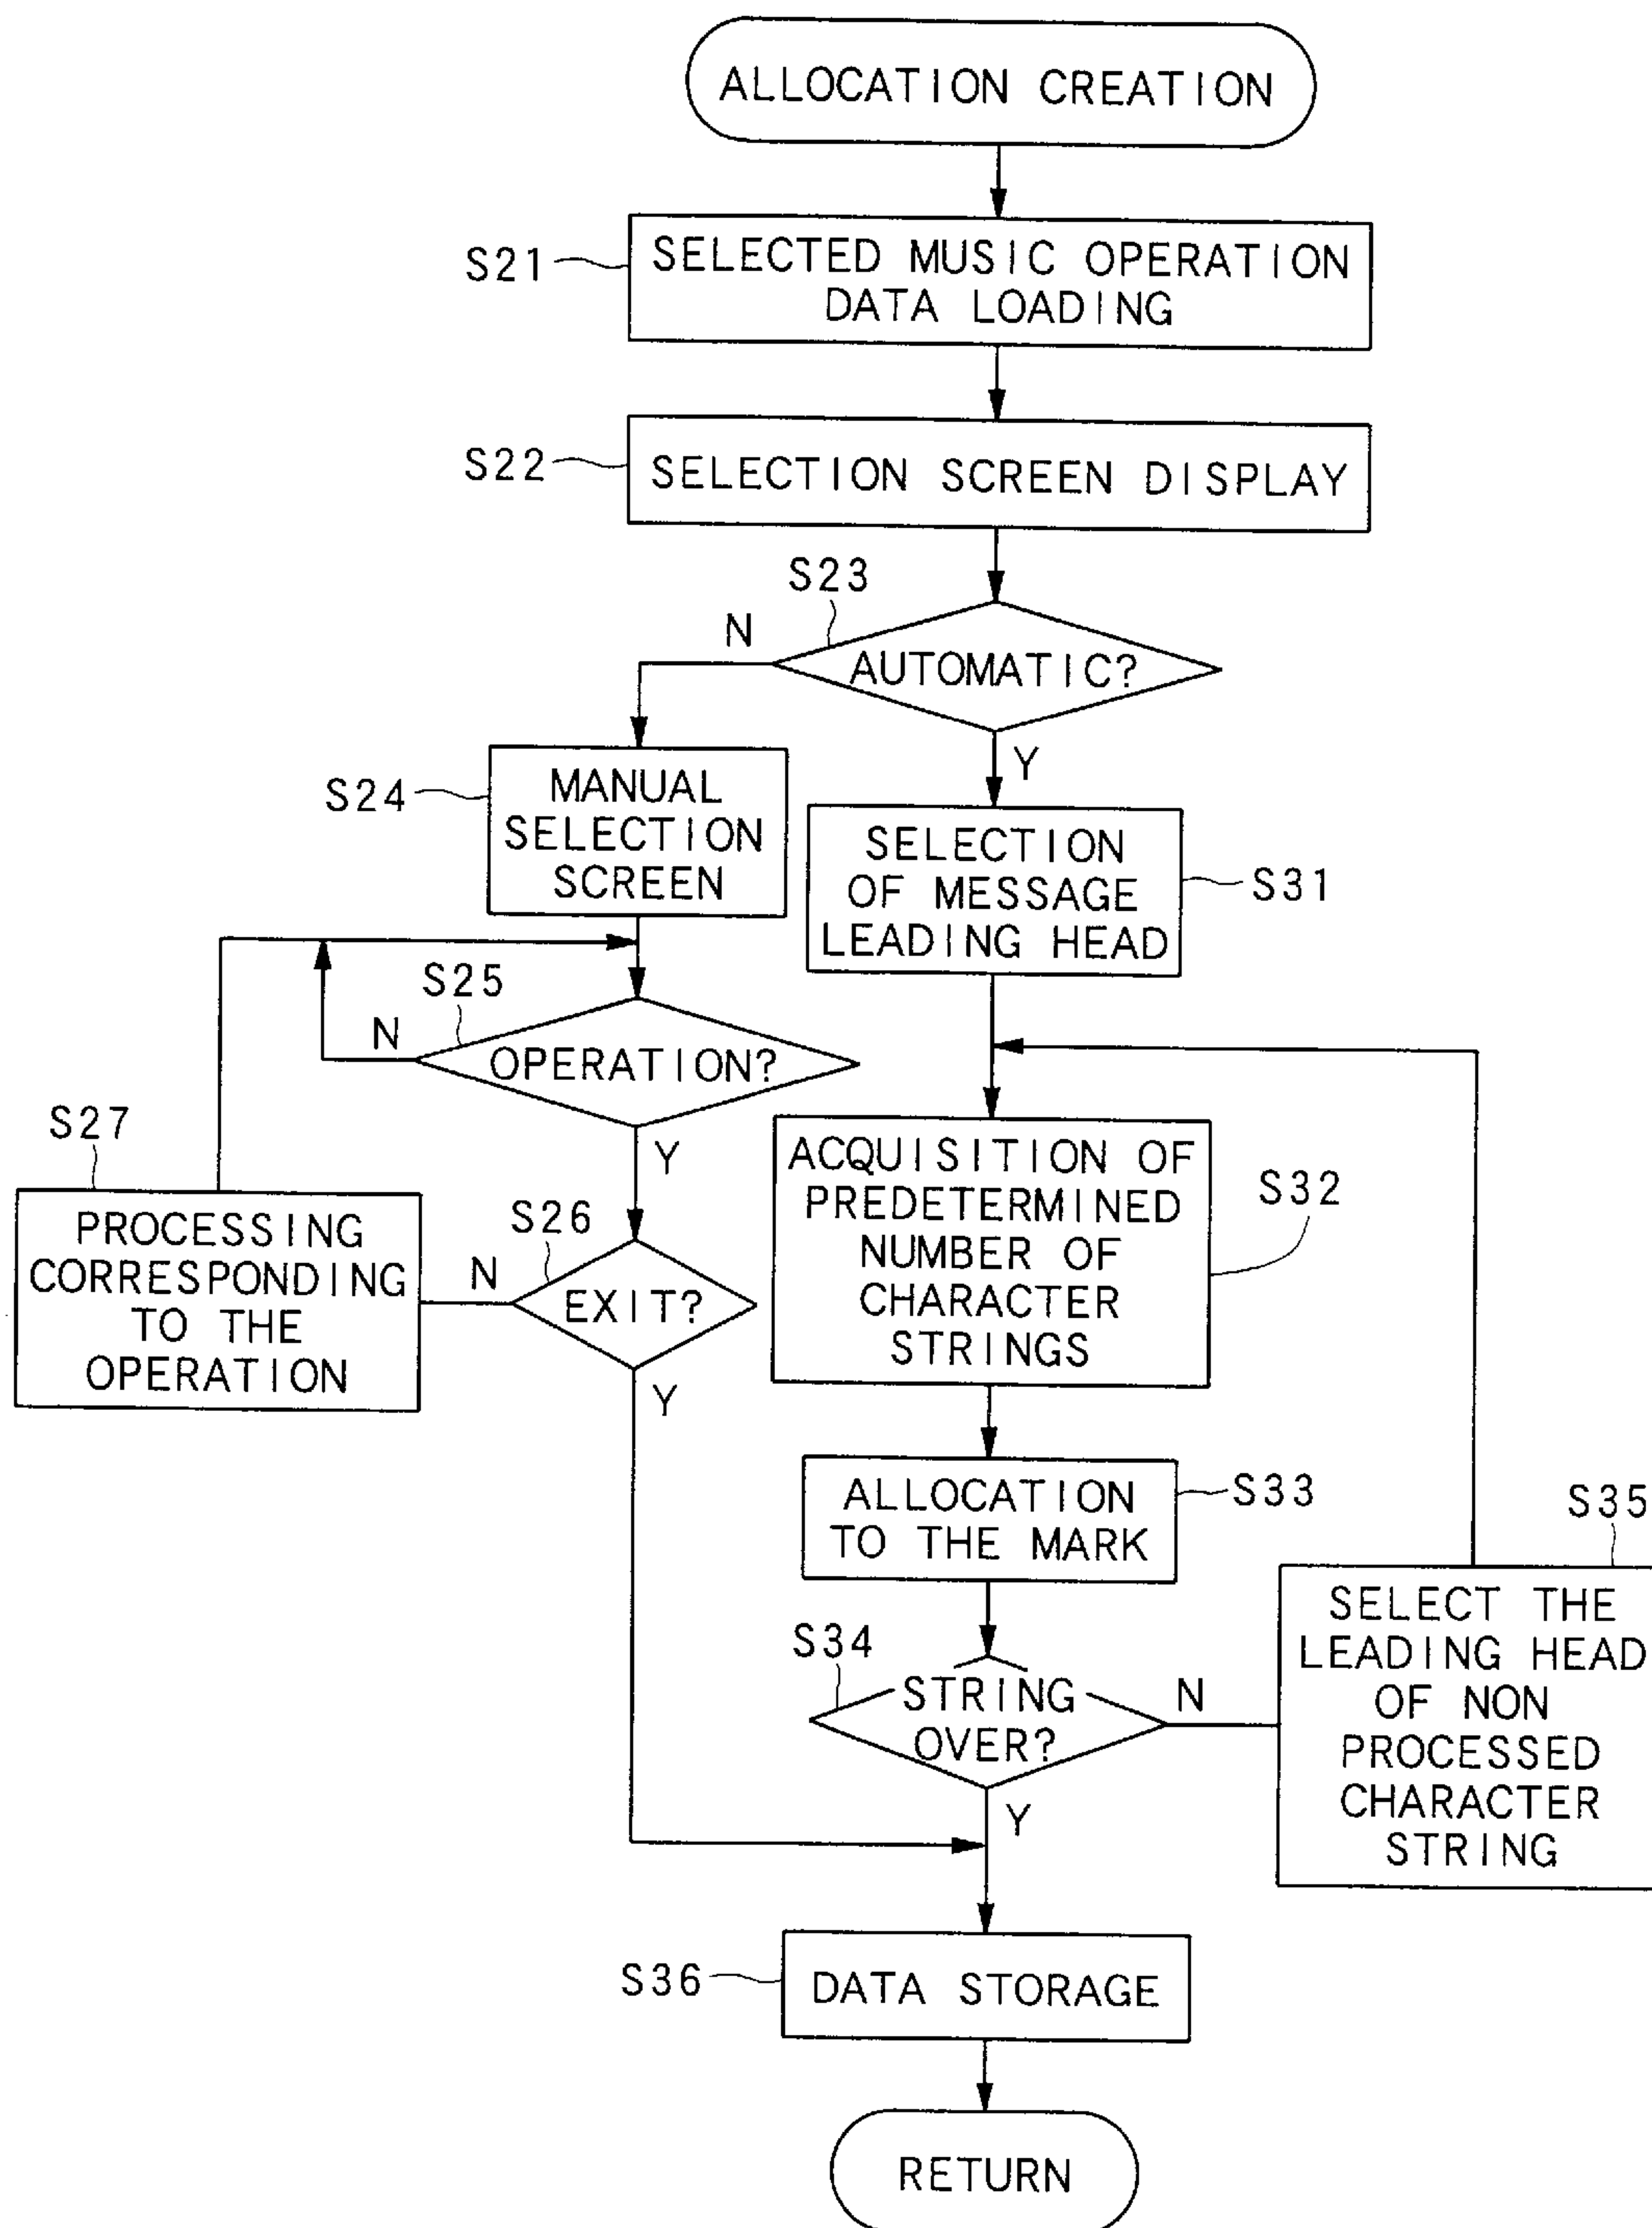 ALLOCATION CREATION
S21
SELECTED MUSIC OPERATION
DATA LOADING
S22
SELECTION SCREEN DISPLAY
S23
N
AUTOMATIC?
Y
S24
MANUAL
SELECTION
SCREEN
SELECTION
OF MESSAGE
LEADING HEAD
S31
S25
N
OPERATION?
Y
S27
PROCESSING
CORRESPONDING
TO THE
OPERATION
S26
N
EXIT?
Y
ACQUISITION OF
PREDETERMINED
NUMBER OF
CHARACTER
STRINGS
S32
ALLOCATION
TO THE MARK
S33
S34
STRING
OVER?
N
Y
S35
SELECT THE
LEADING HEAD
OF NON
PROCESSED
CHARACTER
STRING
S36
DATA STORAGE
RETURN